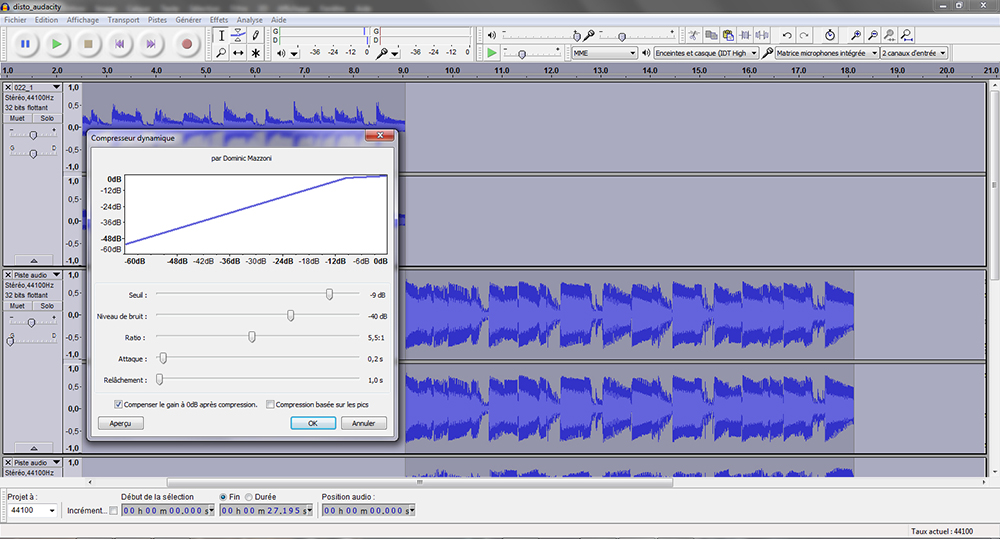 disto_audacity
Fichier Edition Affichage Transport Pistes Générer Effets Analyse Aide
G
D
-36 -24 -12 0
-36 -24 -12 0
MME
Enceintes et casque (IDT High
Matrice microphones intégrée
2 canaux d'entrée
1.0 2.0 3.0 4.0 5.0 6.0 7.0 8.0 9.0 10.0 11.0 12.0 13.0 14.0 15.0 16.0 17.0 18.0 19.0 20.0 21.0
022_1
Stéréo,44100Hz
32 bits flottant
Muet Solo
- +
G D
1,0
0,5-
0,0-
-0,5-
-1,0
1,0
0,5-
0,0-
-0,5-
-1,0
Compresseur dynamique
par Dominic Mazzoni
0dB
-12dB
-24dB
-36dB
-48dB
-60dB
-60dB -48dB -42dB -36dB -30dB -24dB -18dB -12dB -6dB 0dB
Seuil : -9 dB
Niveau de bruit : -40 dB
Ratio : 5,5:1
Attaque : 0,2 s
Relâchement : 1,0 s
Compenser le gain à 0dB après compression. Compression basée sur les pics
Aperçu OK Annuler
Piste audio
Stéréo,44100Hz
32 bits flottant
Muet Solo
- +
G D
1,0
0,5-
0,0-
-0,5-
-1,0
1,0
0,5-
0,0-
-0,5-
-1,0
Piste audio
Stéréo,44100Hz
1,0
Projet à : Début de la sélection Fin Durée Position audio :
44100 Incrément... 00 h 00 m 00,000 s 00 h 00 m 27,195 s 00 h 00 m 00,000 s
Taux actuel : 44100